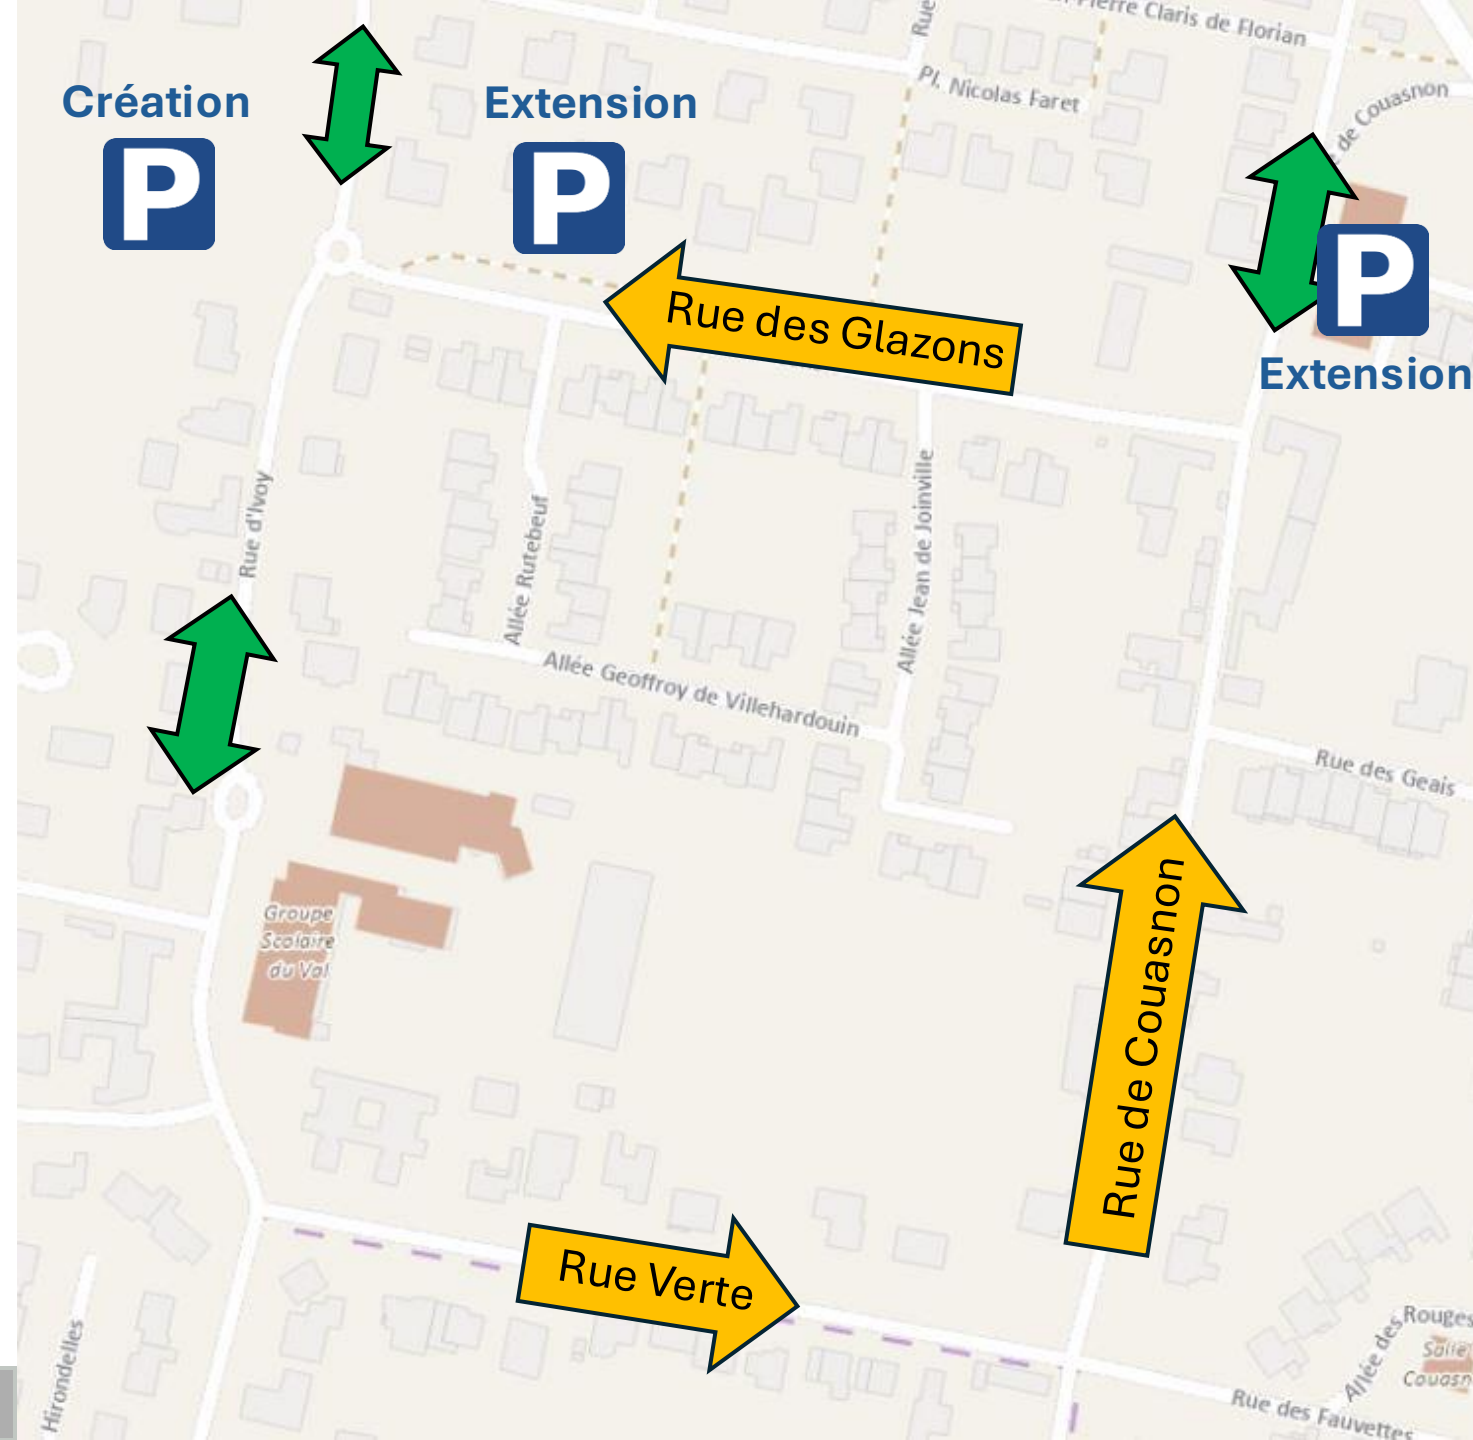 Pierre Claris de Florian
Rue
Pl. Nicolas Faret
de Couasnon
Création
P
Extension
P
P
Extension
Rue des Glazons
Rue d'Ivoy
Allée Rutebeuf
Allée Jean de Joinville
Allée Geoffroy de Villehardouin
Rue des Geais
Groupe
Scolaire
du Val
Rue de Couasnon
Rue Verte
Hirondelles
Allée des
Rouges
Salle
Rue des Fauvettes